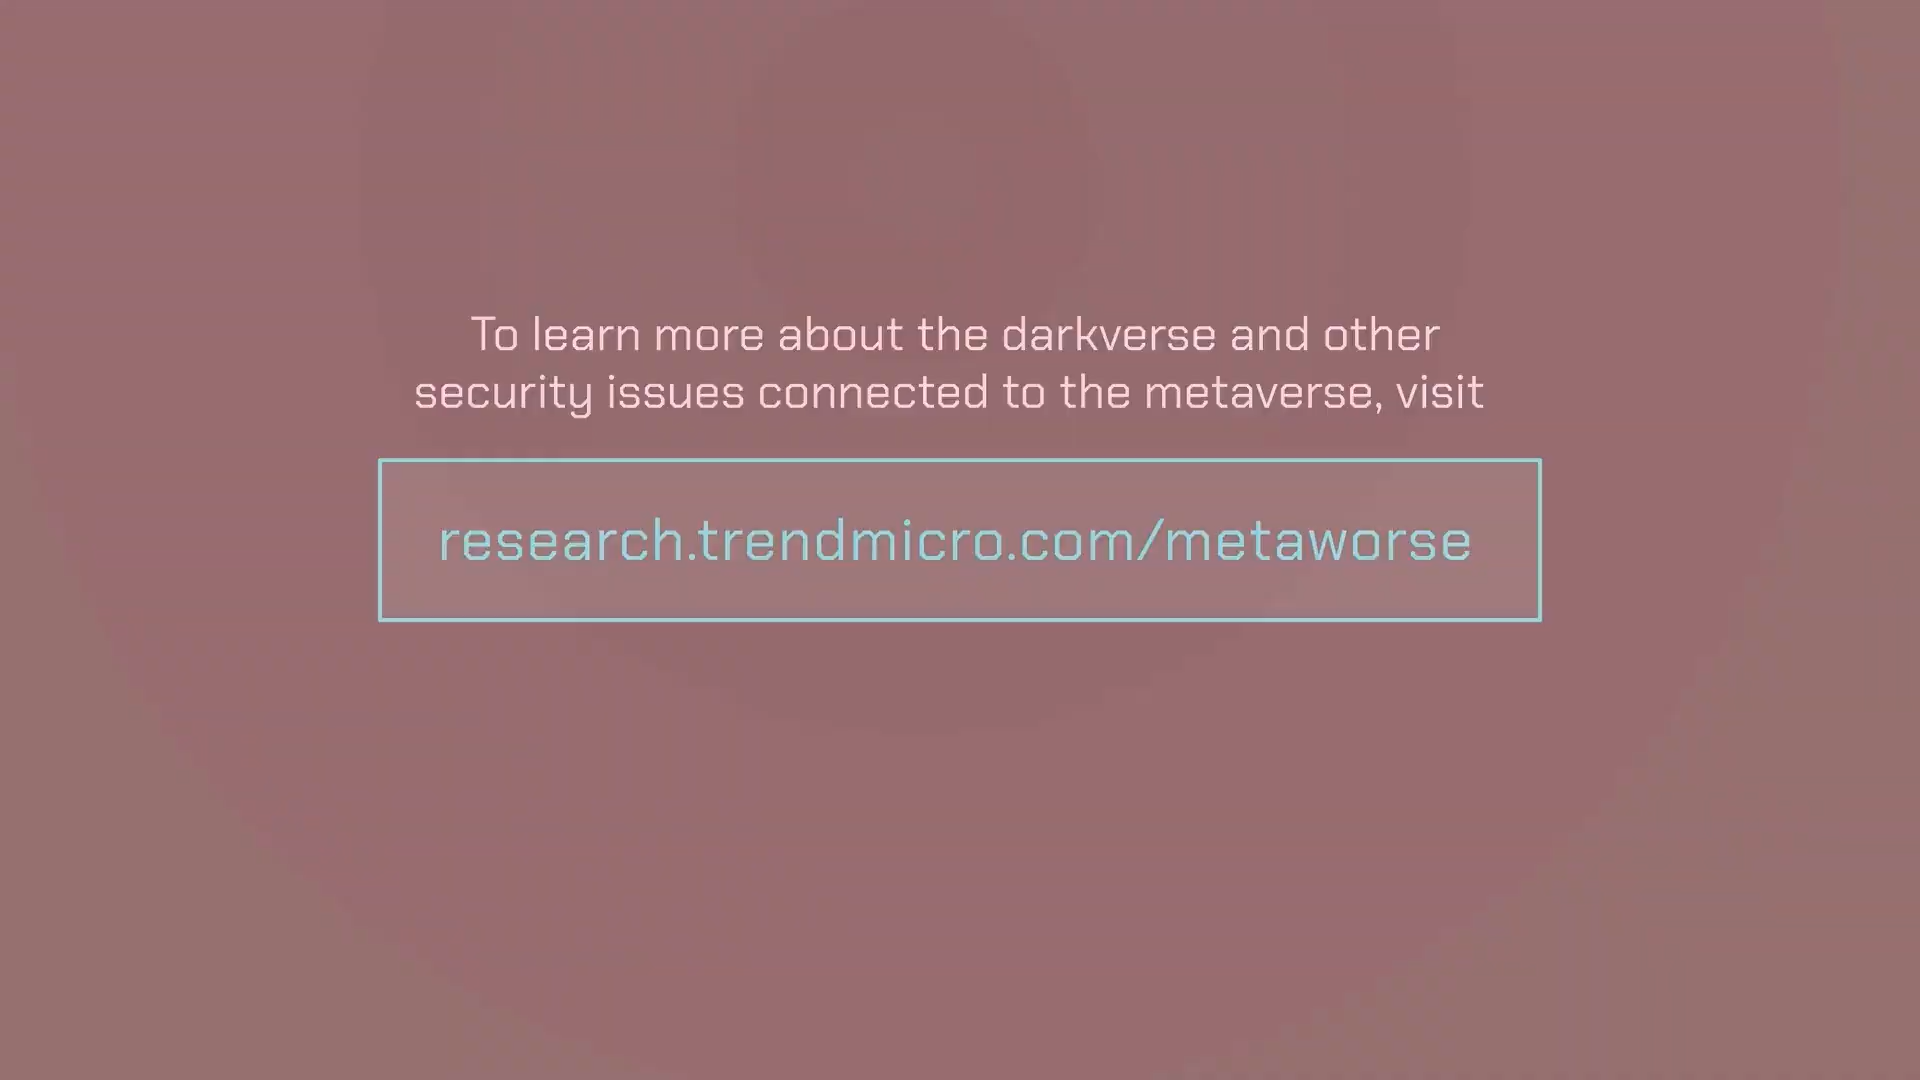 To learn more about the darkverse and other
security issues connected to the metaverse, visit
research.trendmicro.com/metaworse